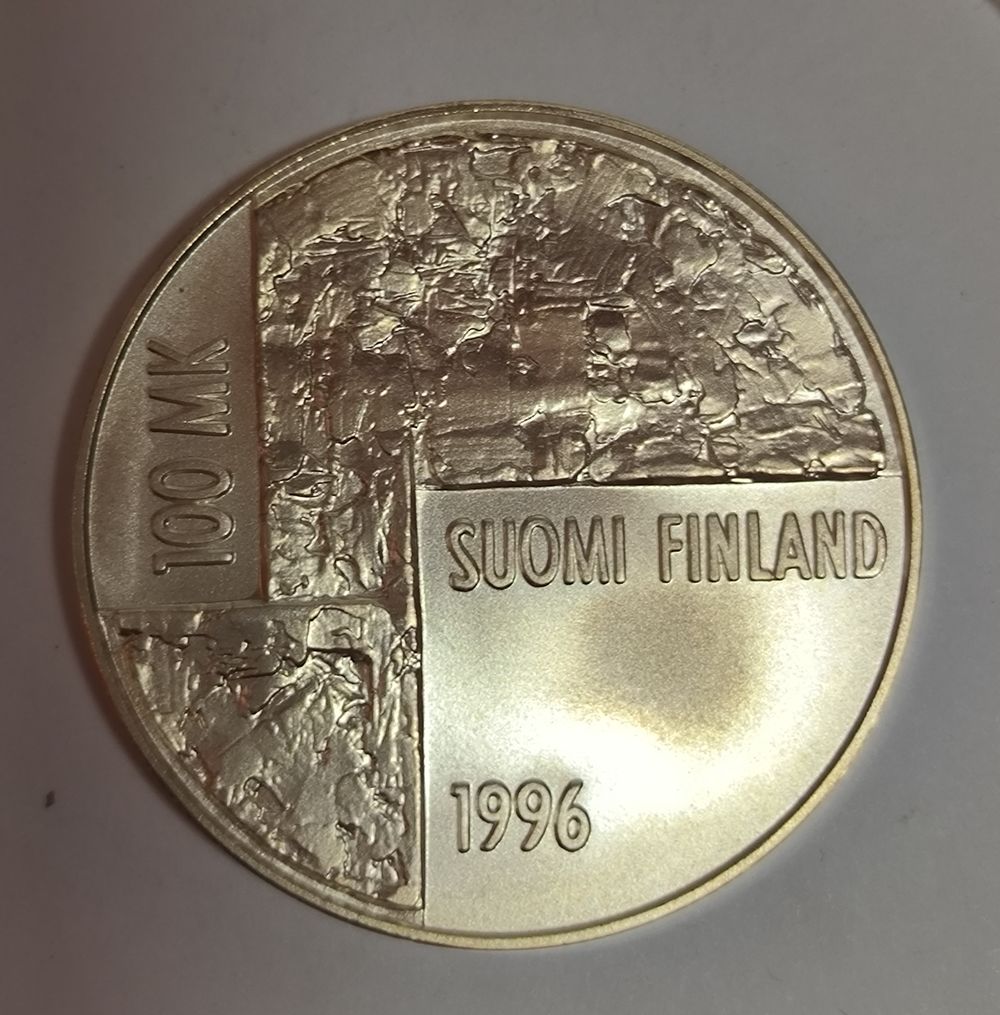 100 MK
SUOMI FINLAND
1996